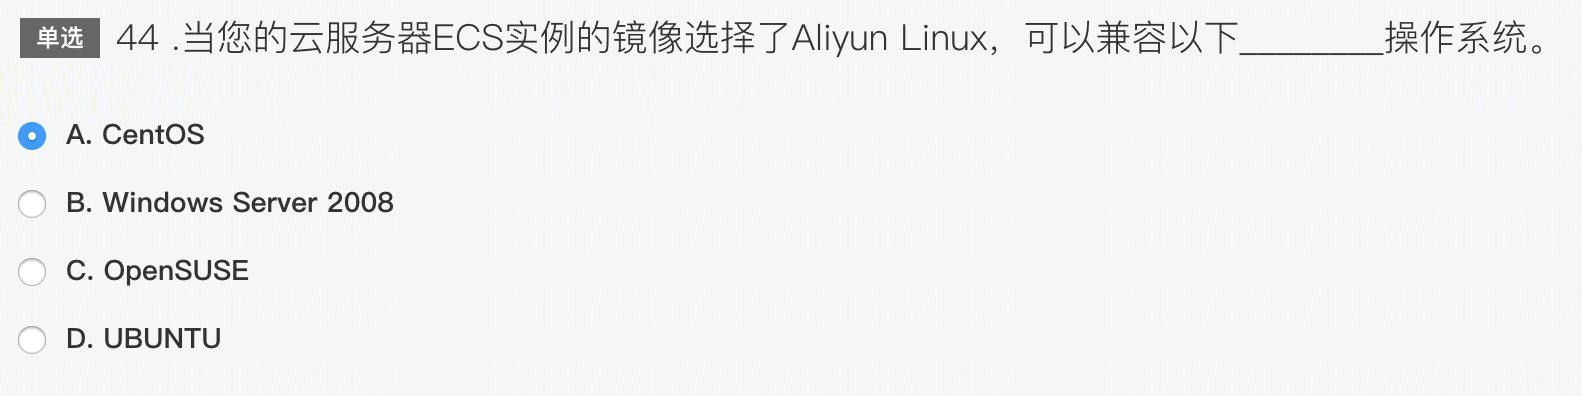 单选 44 .当您的云服务器ECS实例的镜像选择了Aliyun Linux，可以兼容以下________操作系统。
A. CentOS
B. Windows Server 2008
C. OpenSUSE
D. UBUNTU